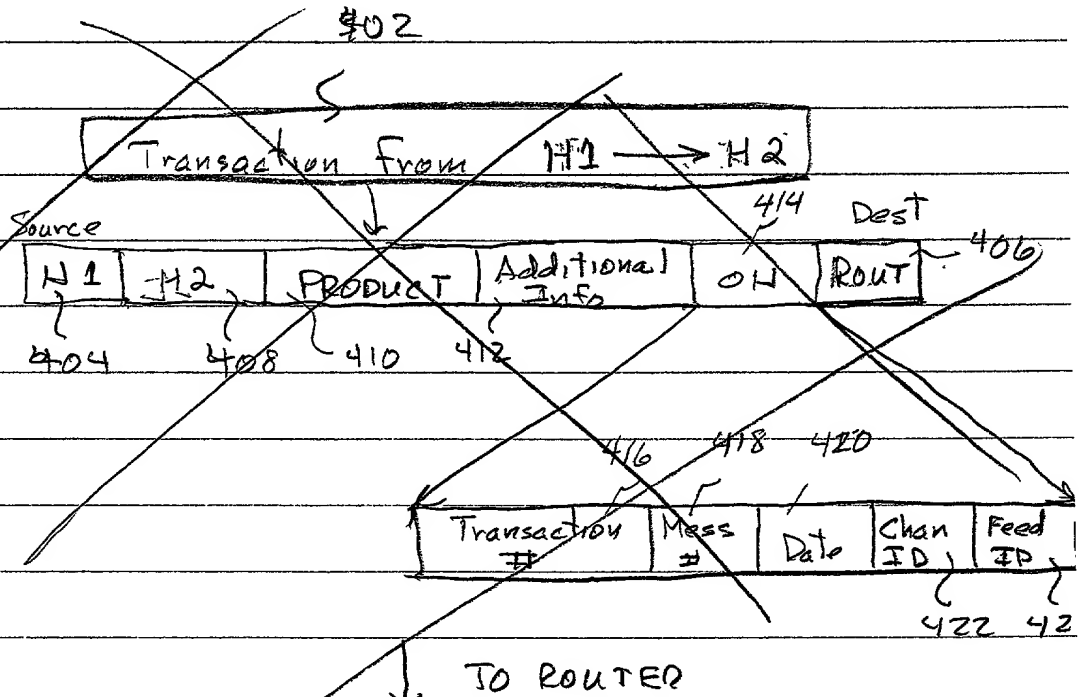 402
Transaction From H1 → H2
414 Dest
Source
H1 H2 PRODUCT Additional Info OH ROUT 406
404 408 410 412
416 418 420
Transaction # Mess # Date Chan ID Feed ID
422 42
TO ROUTER